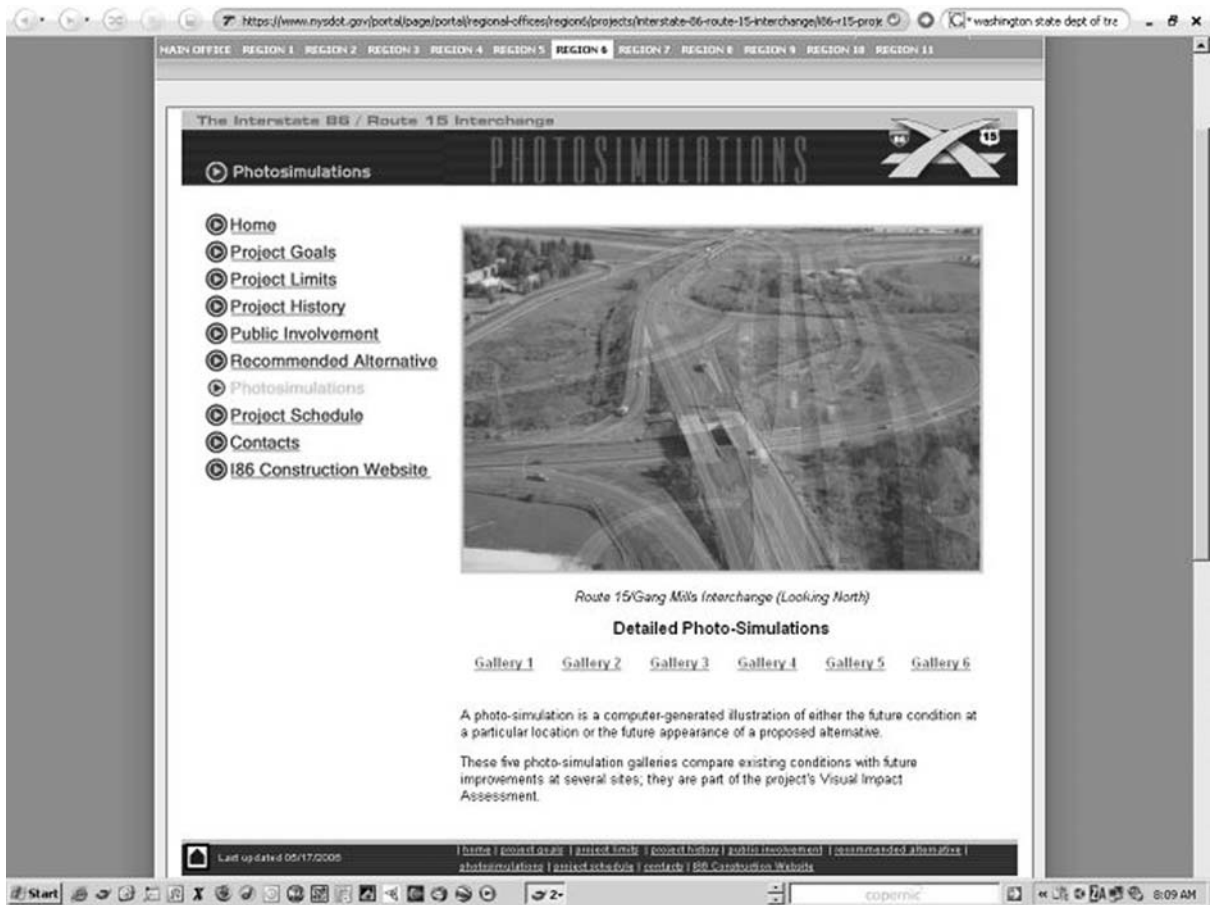 https://www.nysdot.gov/portal/page/portal/regional-offices/region6/projects/interstate-86-route-15-interchange/i86-r15-proje
washington state dept of tra
MAIN OFFICE REGION 1 REGION 2 REGION 3 REGION 4 REGION 5 REGION 6 REGION 7 REGION 8 REGION 9 REGION 10 REGION 11
The Interstate 86 / Route 15 Interchange
PHOTOSIMULATIONS
86
15
Photosimulations
Home
Project Goals
Project Limits
Project History
Public Involvement
Recommended Alternative
Photosimulations
Project Schedule
Contacts
I86 Construction Website
Route 15/Gang Mills Interchange (Looking North)
Detailed Photo-Simulations
Gallery 1 Gallery 2 Gallery 3 Gallery 4 Gallery 5 Gallery 6
A photo-simulation is a computer-generated illustration of either the future condition at
a particular location or the future appearance of a proposed alternative.
These five photo-simulation galleries compare existing conditions with future
improvements at several sites; they are part of the project's Visual Impact
Assessment.
Last updated
| home | project goals | project limits | project history | public involvement | recommended alternative |
photosimulations | project schedule | contacts | I86 Construction Website
Start
2
copernic
8:09 AM